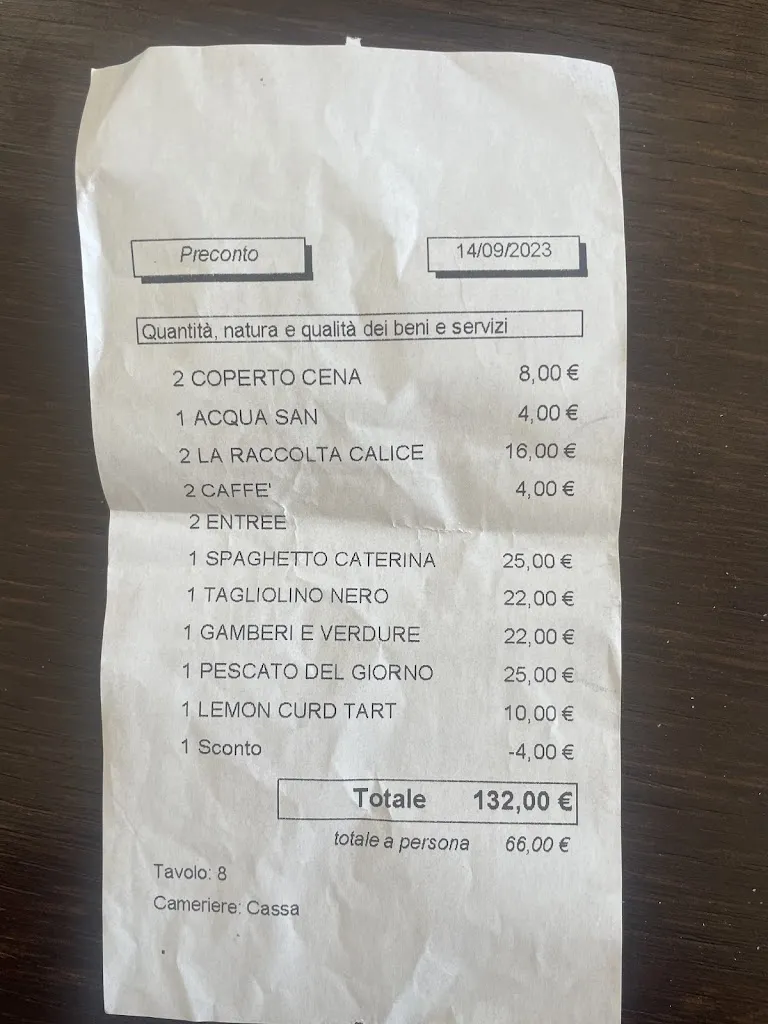 Preconto 14/09/2023
Quantità, natura e qualità dei beni e servizi
2 COPERTO CENA 8,00 €
1 ACQUA SAN 4,00 €
2 LA RACCOLTA CALICE 16,00 €
2 CAFFE' 4,00 €
2 ENTREE
1 SPAGHETTO CATERINA 25,00 €
1 TAGLIOLINO NERO 22,00 €
1 GAMBERI E VERDURE 22,00 €
1 PESCATO DEL GIORNO 25,00 €
1 LEMON CURD TART 10,00 €
1 Sconto -4,00 €
Totale 132,00 €
totale a persona 66,00 €
Tavolo: 8
Cameriere: Cassa